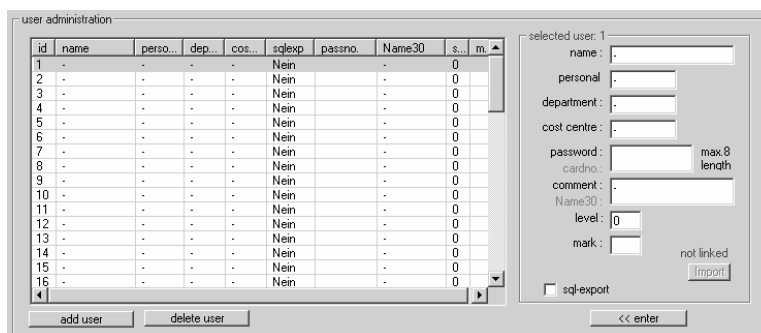 user administration
id name perso... dep... cos... sqlexp passno. Name30 s... m.
1 - - - - Nein - 0
2 - - - - Nein - 0
3 - - - - Nein - 0
4 - - - - Nein - 0
5 - - - - Nein - 0
6 - - - - Nein - 0
7 - - - - Nein - 0
8 - - - - Nein - 0
9 - - - - Nein - 0
10 - - - - Nein - 0
11 - - - - Nein - 0
12 - - - - Nein - 0
13 - - - - Nein - 0
14 - - - - Nein - 0
15 - - - - Nein - 0
16 - - - - Nein - 0
add user delete user
selected user: 1
name : -
personal -
department : -
cost centre : -
password : max.8
cardno.: length
comment : -
Name30 :
level : 0
mark :
not linked
Import
sql-export
<< enter